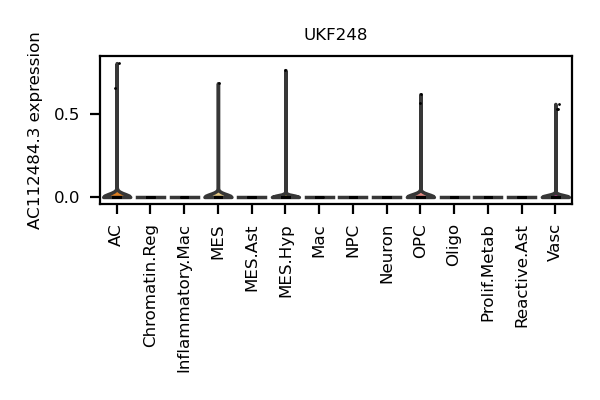 UKF248
AC112484.3 expression
0.5
0.0
AC
Chromatin.Reg
Inflammatory.Mac
MES
MES.Ast
MES.Hyp
Mac
NPC
Neuron
OPC
Oligo
Prolif.Metab
Reactive.Ast
Vasc